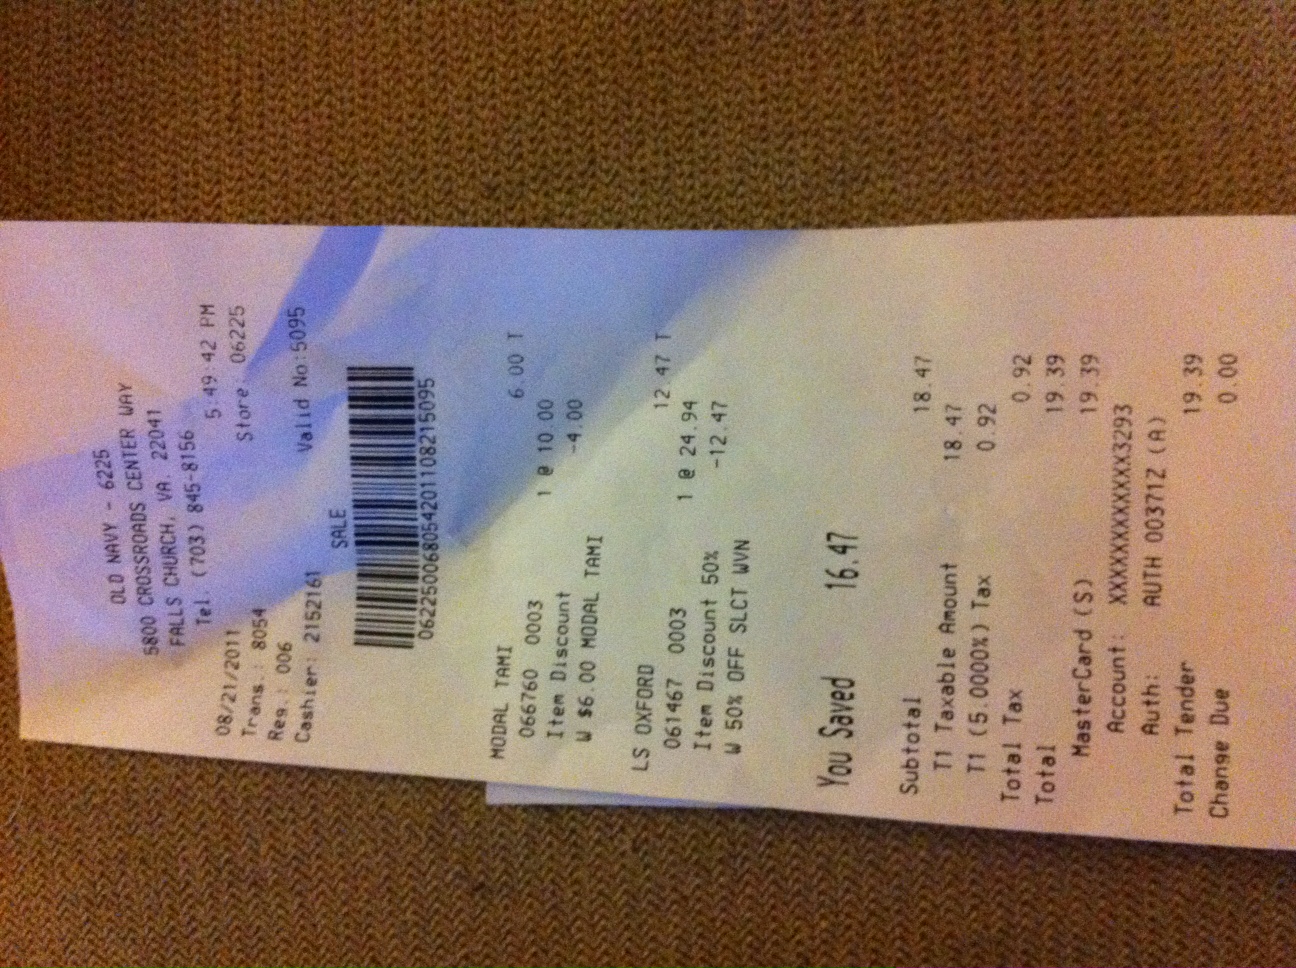 OLD NAVY - 6225
5800 CROSSROADS CENTER WAY
FALLS CHURCH, VA. 22041
Tel. (703) 845-8156
08/21/2011 5:49:42 PM
Trans.: 8054 Store: 06225
Reg.: 006
Cashier: 2152161 Valid No:5095
SALE
062250068054201108215095
MODAL TAMI 6.00 T
066760 0003 1 @ 10.00
Item Discount -4.00
W $6.00 MODAL TAMI
LS OXFORD 12.47 T
061467 0003 1 @ 24.94
Item Discount 50% -12.47
W 50% OFF SLCT WVN
You Saved 16.47
Subtotal 18.47
T1 Taxable Amount 18.47
T1 (5.0000%) Tax 0.92
Total Tax 0.92
Total 19.39
MasterCard (S) 19.39
Account: XXXXXXXXXXXX3293
Auth: AUTH 00371Z (A)
Total Tender 19.39
Change Due 0.00